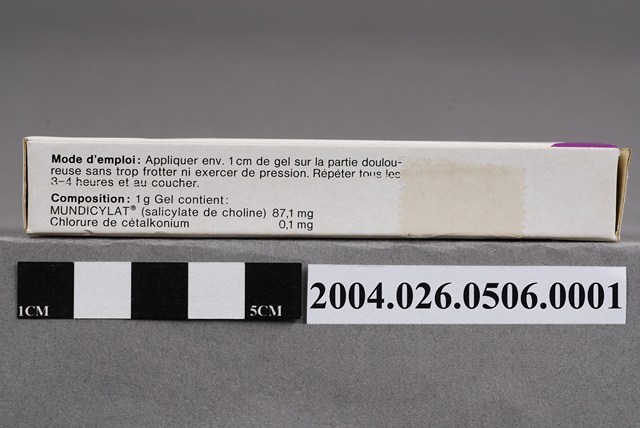 Mode d'emploi: Appliquer env. 1 cm de gel sur la partie doulou-
reuse sans trop frotter ni exercer de pression. Répéter tous les
3-4 heures et au coucher.
Composition: 1 g Gel contient:
MUNDICYLAT® (salicylate de choline) 87,1 mg
Chlorure de cétalkonium 0,1 mg
1CM 5CM
2004.026.0506.0001